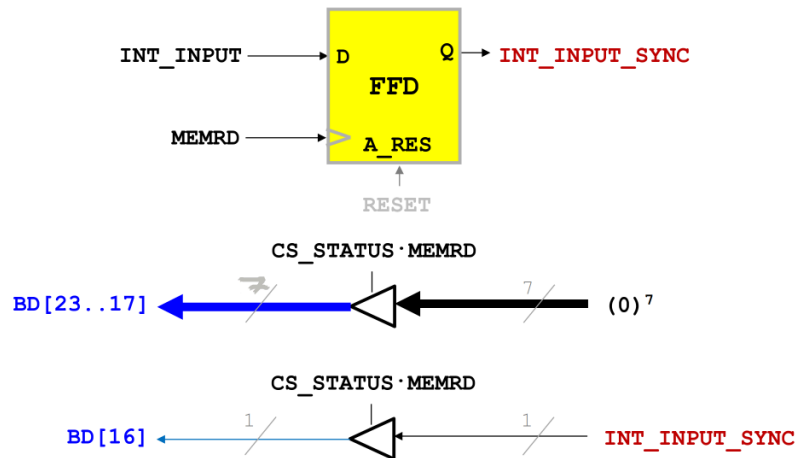 INT_INPUT
D
Q
INT_INPUT_SYNC
FFD
MEMRD
A_RES
RESET
CS_STATUS·MEMRD
BD[23..17]
7
7
(0)⁷
CS_STATUS·MEMRD
BD[16]
1
1
INT_INPUT_SYNC